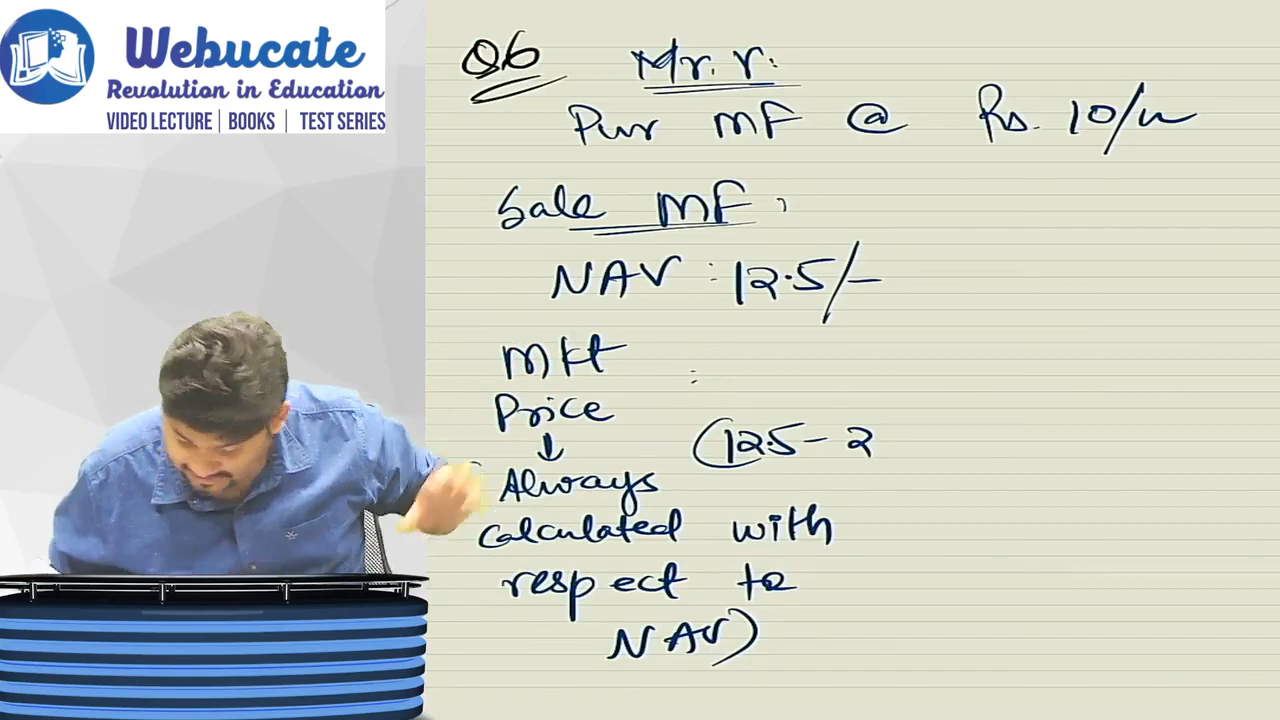 Webucate
Revolution in Education
VIDEO LECTURE | BOOKS | TEST SERIES
Q6 Mr. Y:
Pur MF @ Rs. 10/u
Sale MF:
NAV : 12.5/-
Mkt :
Price
↓ (12.5 - 2
Always
calculated with
respect to
NAV)